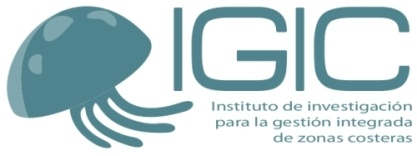 IGIC
Instituto de investigación
para la gestión integrada
de zonas costeras